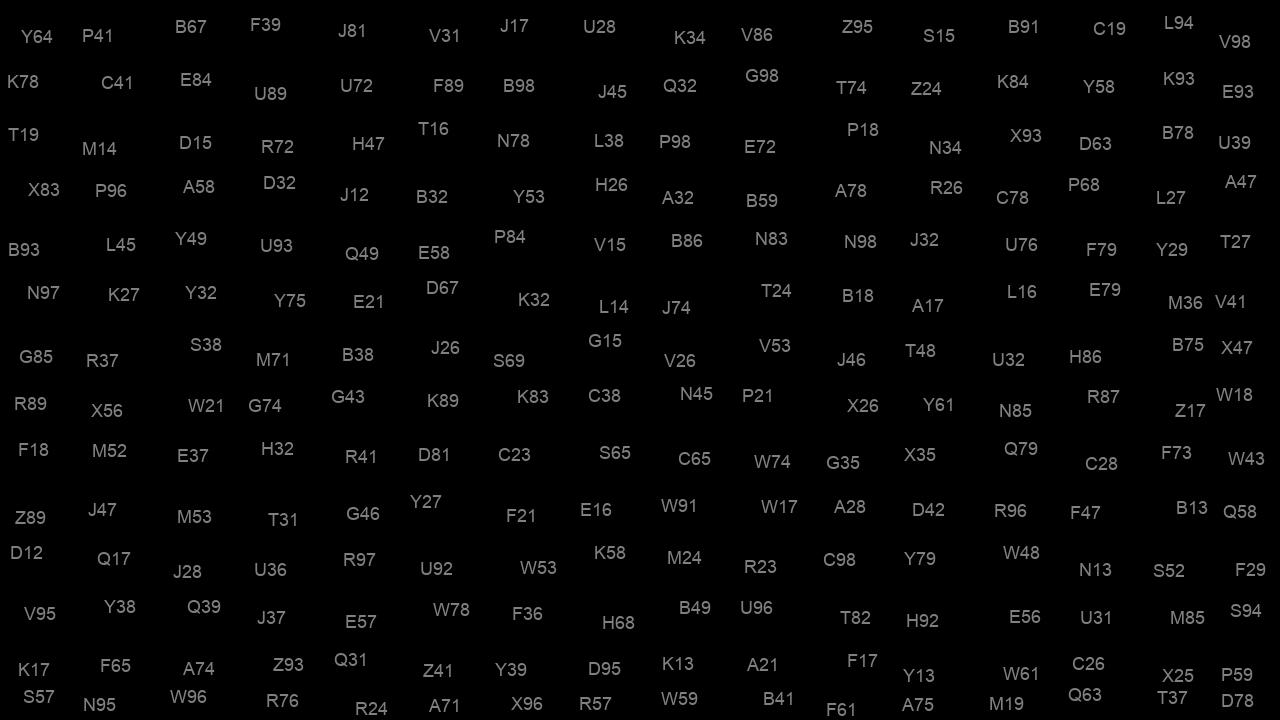 Y64 P41 B67 F39 J81 V31 J17 U28 K34 V86 Z95 S15 B91 C19 L94 V98
K78 C41 E84 U89 U72 F89 B98 J45 Q32 G98 T74 Z24 K84 Y58 K93 E93
T19 M14 D15 R72 H47 T16 N78 L38 P98 E72 P18 N34 X93 D63 B78 U39
X83 P96 A58 D32 J12 B32 Y53 H26 A32 B59 A78 R26 C78 P68 L27 A47
B93 L45 Y49 U93 Q49 E58 P84 V15 B86 N83 N98 J32 U76 F79 Y29 T27
N97 K27 Y32 Y75 E21 D67 K32 L14 J74 T24 B18 A17 L16 E79 M36 V41
G85 R37 S38 M71 B38 J26 S69 G15 V26 V53 J46 T48 U32 H86 B75 X47
R89 X56 W21 G74 G43 K89 K83 C38 N45 P21 X26 Y61 N85 R87 Z17 W18
F18 M52 E37 H32 R41 D81 C23 S65 C65 W74 G35 X35 Q79 C28 F73 W43
Z89 J47 M53 T31 G46 Y27 F21 E16 W91 W17 A28 D42 R96 F47 B13 Q58
D12 Q17 J28 U36 R97 U92 W53 K58 M24 R23 C98 Y79 W48 N13 S52 F29
V95 Y38 Q39 J37 E57 W78 F36 H68 B49 U96 T82 H92 E56 U31 M85 S94
K17 F65 A74 Z93 Q31 Z41 Y39 D95 K13 A21 F17 Y13 W61 C26 X25 P59
S57 N95 W96 R76 R24 A71 X96 R57 W59 B41 F61 A75 M19 Q63 T37 D78